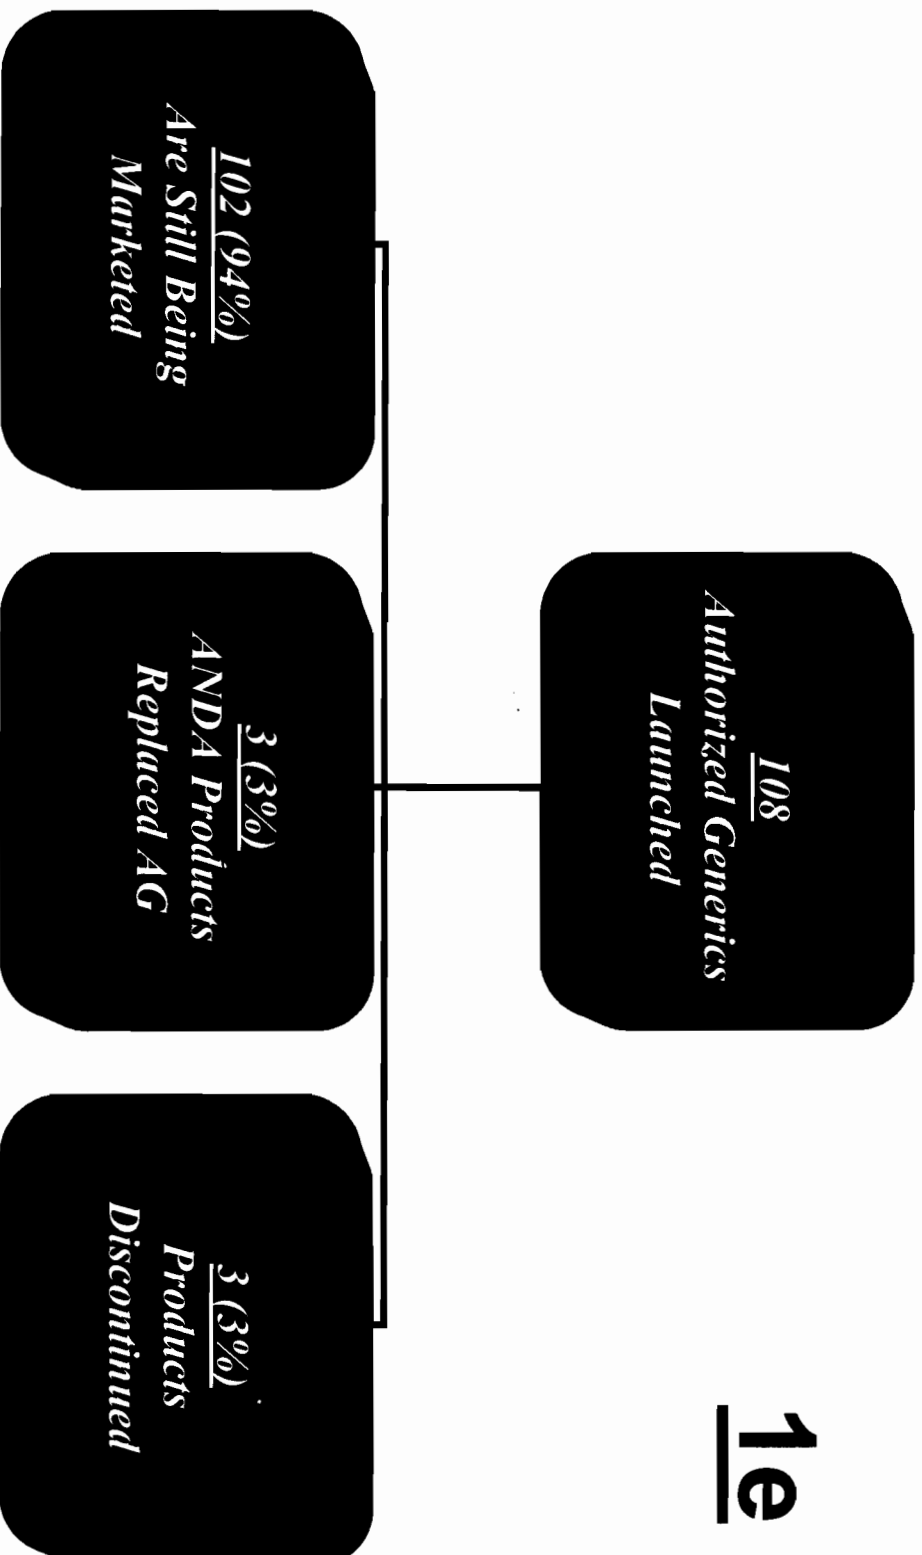 1e
108
Authorized Generics
Launched
102 (94%)
Are Still Being
Marketed
3 (3%)
ANDA Products
Replaced AG
3 (3%)
Products
Discontinued